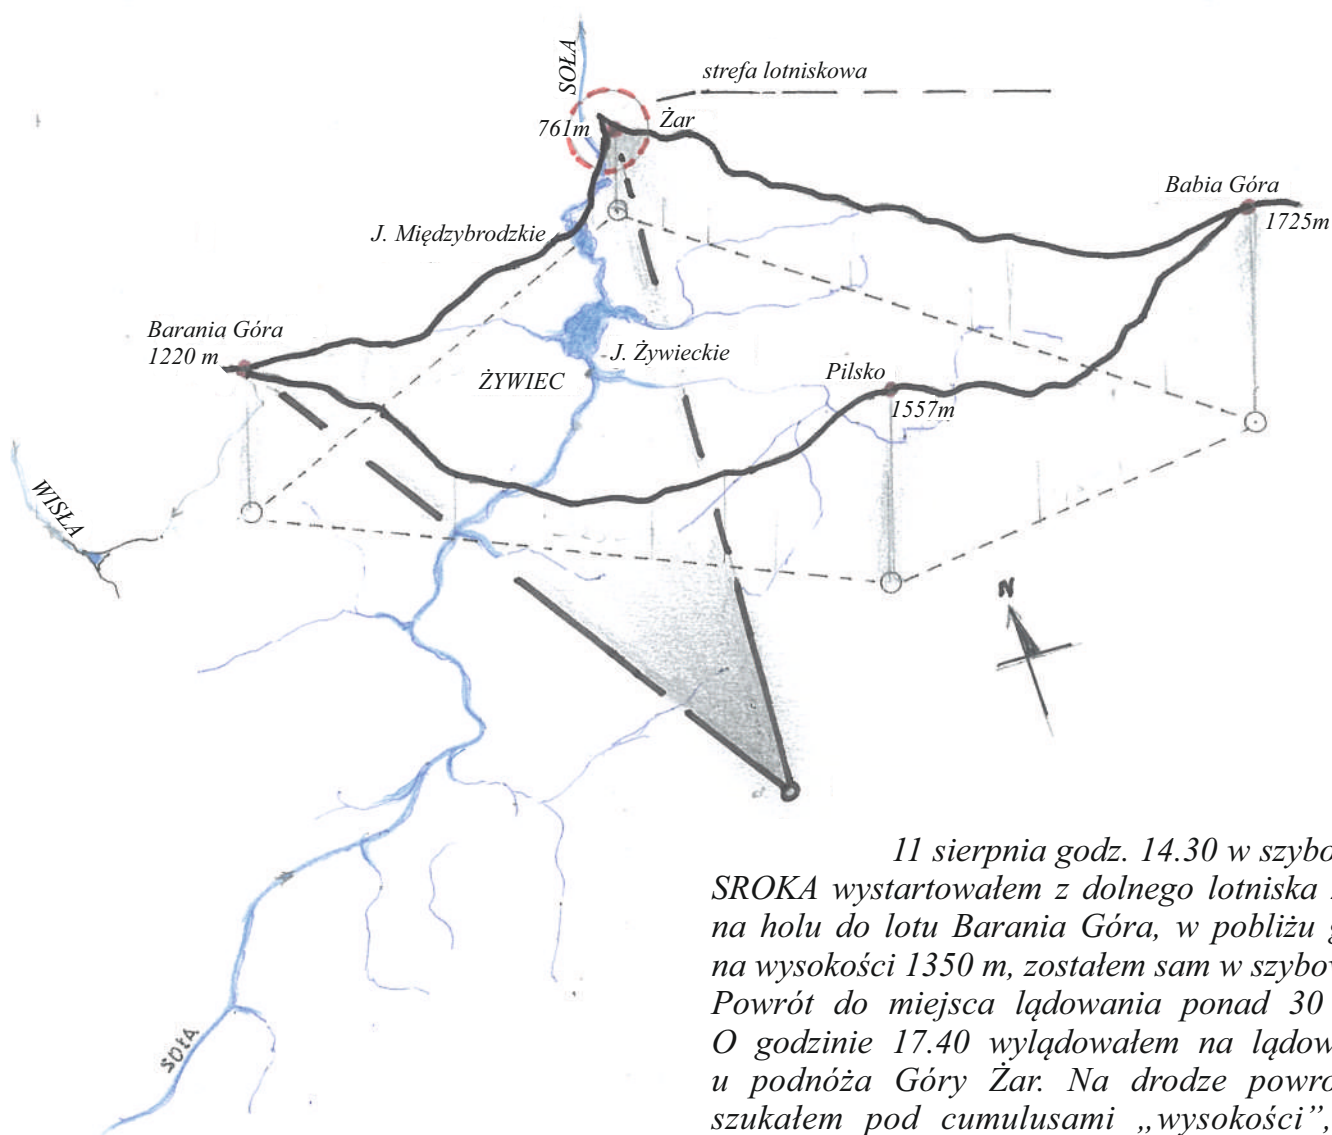 SOŁA
strefa lotniskowa
761m
Żar
Babia Góra
1725m
J. Międzybrodzkie
Barania Góra
1220 m
J. Żywieckie
ŻYWIEC
Pilsko
1557m
WISŁA
N
SOŁA
11 sierpnia godz. 14.30 w szybo
SROKA wystartowałem z dolnego lotniska
na holu do lotu Barania Góra, w pobliżu
na wysokości 1350 m, zostałem sam w szybow
Powrót do miejsca lądowania ponad 30
O godzinie 17.40 wylądowałem na lądow
u podnóża Góry Żar. Na drodze powro
szukałem pod cumulusami „wysokości”,